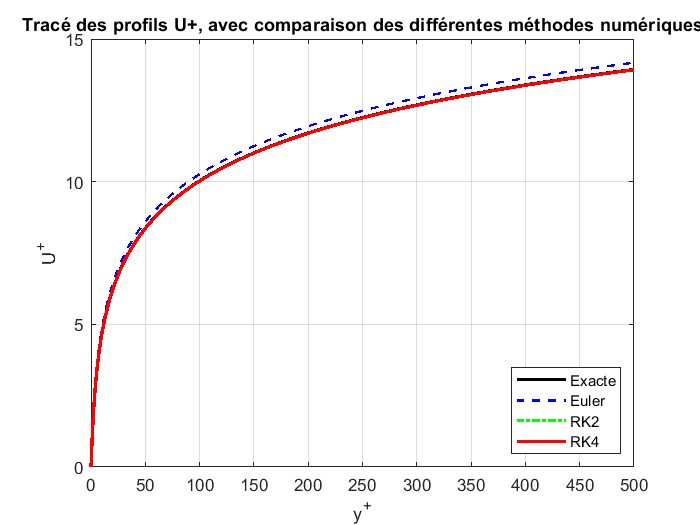 Tracé des profils U+, avec comparaison des différentes méthodes numériques
15
10
5
0
U+
0 50 100 150 200 250 300 350 400 450 500
y+
Exacte
Euler
RK2
RK4